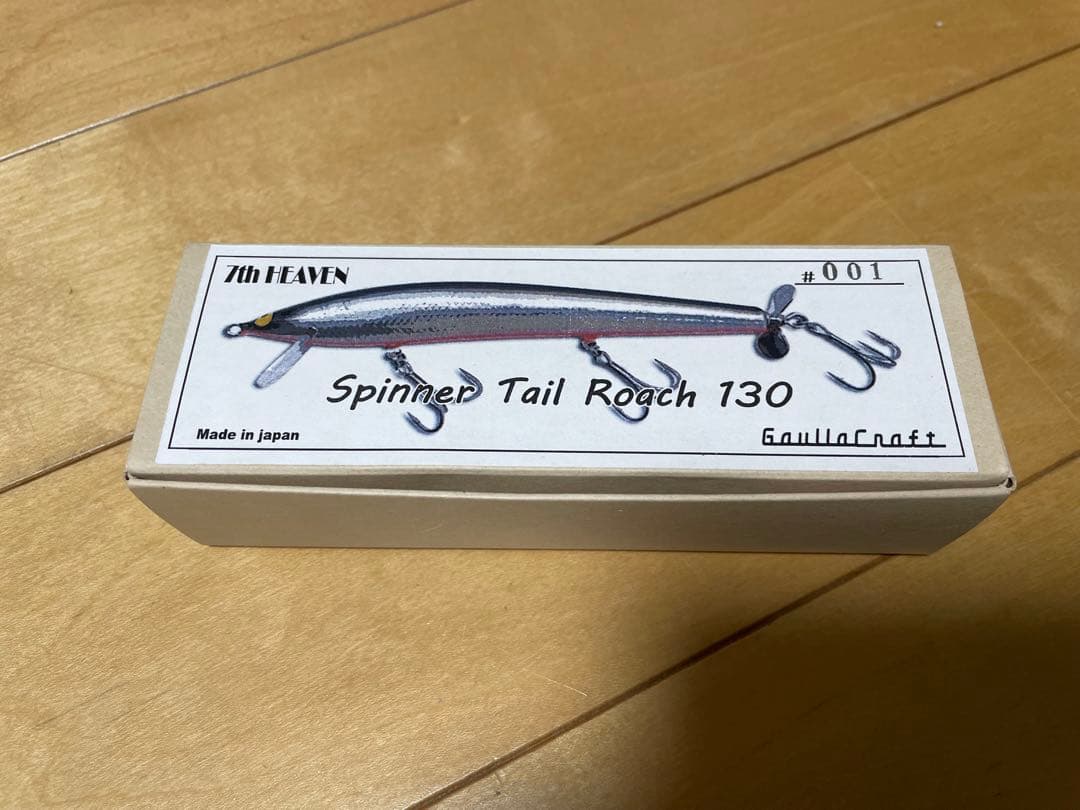 7th HEAVEN
#001
Spinner Tail Roach 130
Made in japan
GaullaCraft